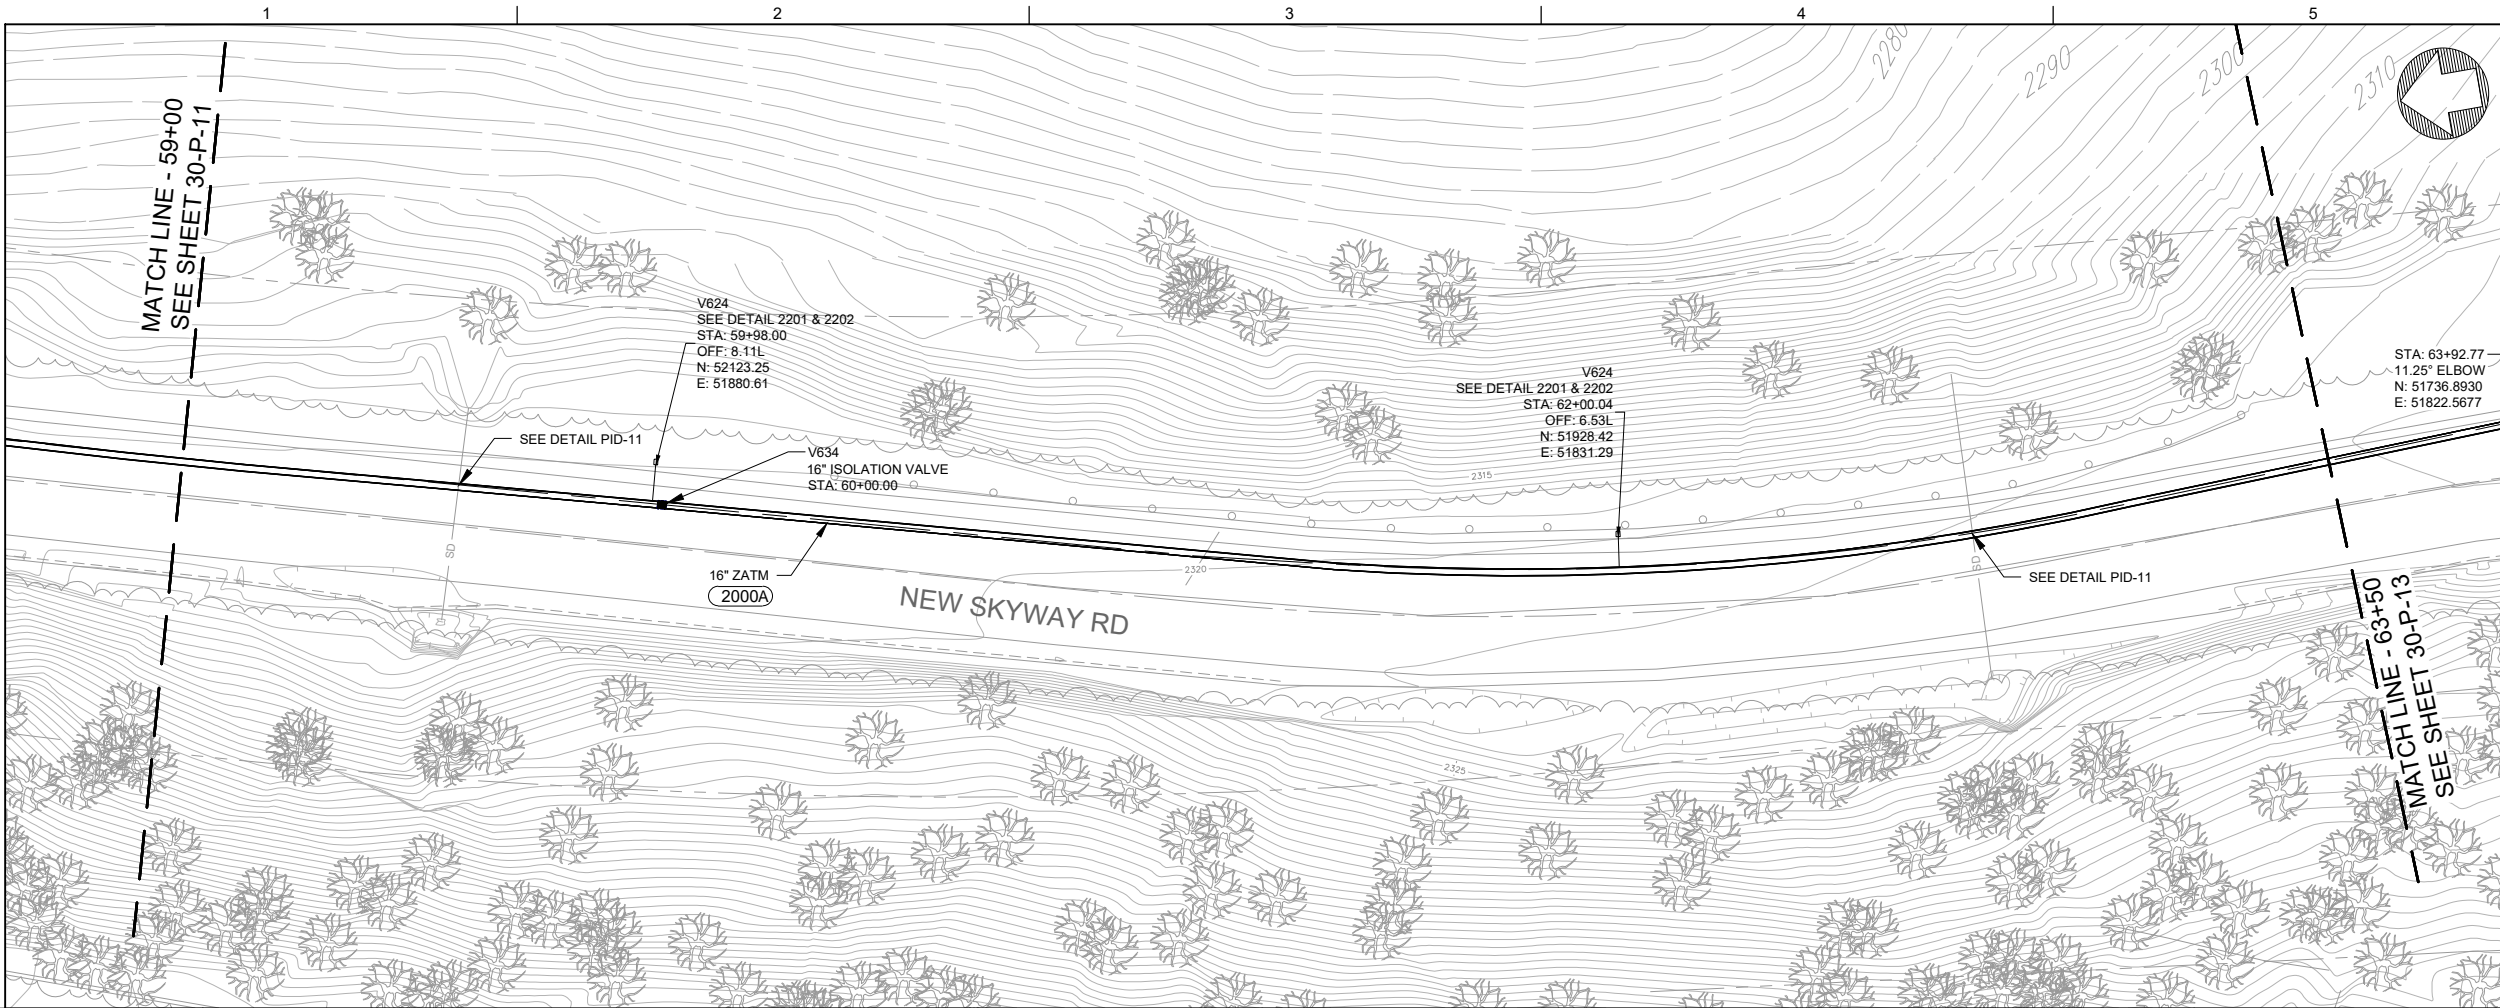 1
2
3
4
5
2280
2290
2300
2310
MATCH LINE - 59+00
SEE SHEET 30-P-11
V624
SEE DETAIL 2201 & 2202
STA: 59+98.00
OFF: 8.11L
N: 52123.25
E: 51880.61
V624
SEE DETAIL 2201 & 2202
STA: 62+00.04
OFF: 6.53L
N: 51928.42
E: 51831.29
STA: 63+92.77
11.25° ELBOW
N: 51736.8930
E: 51822.5677
SEE DETAIL PID-11
V634
16" ISOLATION VALVE
STA: 60+00.00
2315
SD
16" ZATM
2000A
2320
NEW SKYWAY RD
SD
SEE DETAIL PID-11
MATCH LINE - 63+50
SEE SHEET 30-P-13
2325